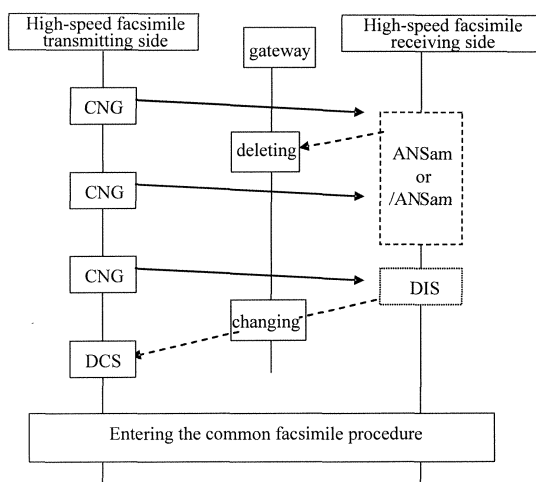 High-speed facsimile
transmitting side
gateway
High-speed facsimile
receiving side
CNG
deleting
ANSam
or
/ANSam
CNG
CNG
DIS
changing
DCS
Entering the common facsimile procedure